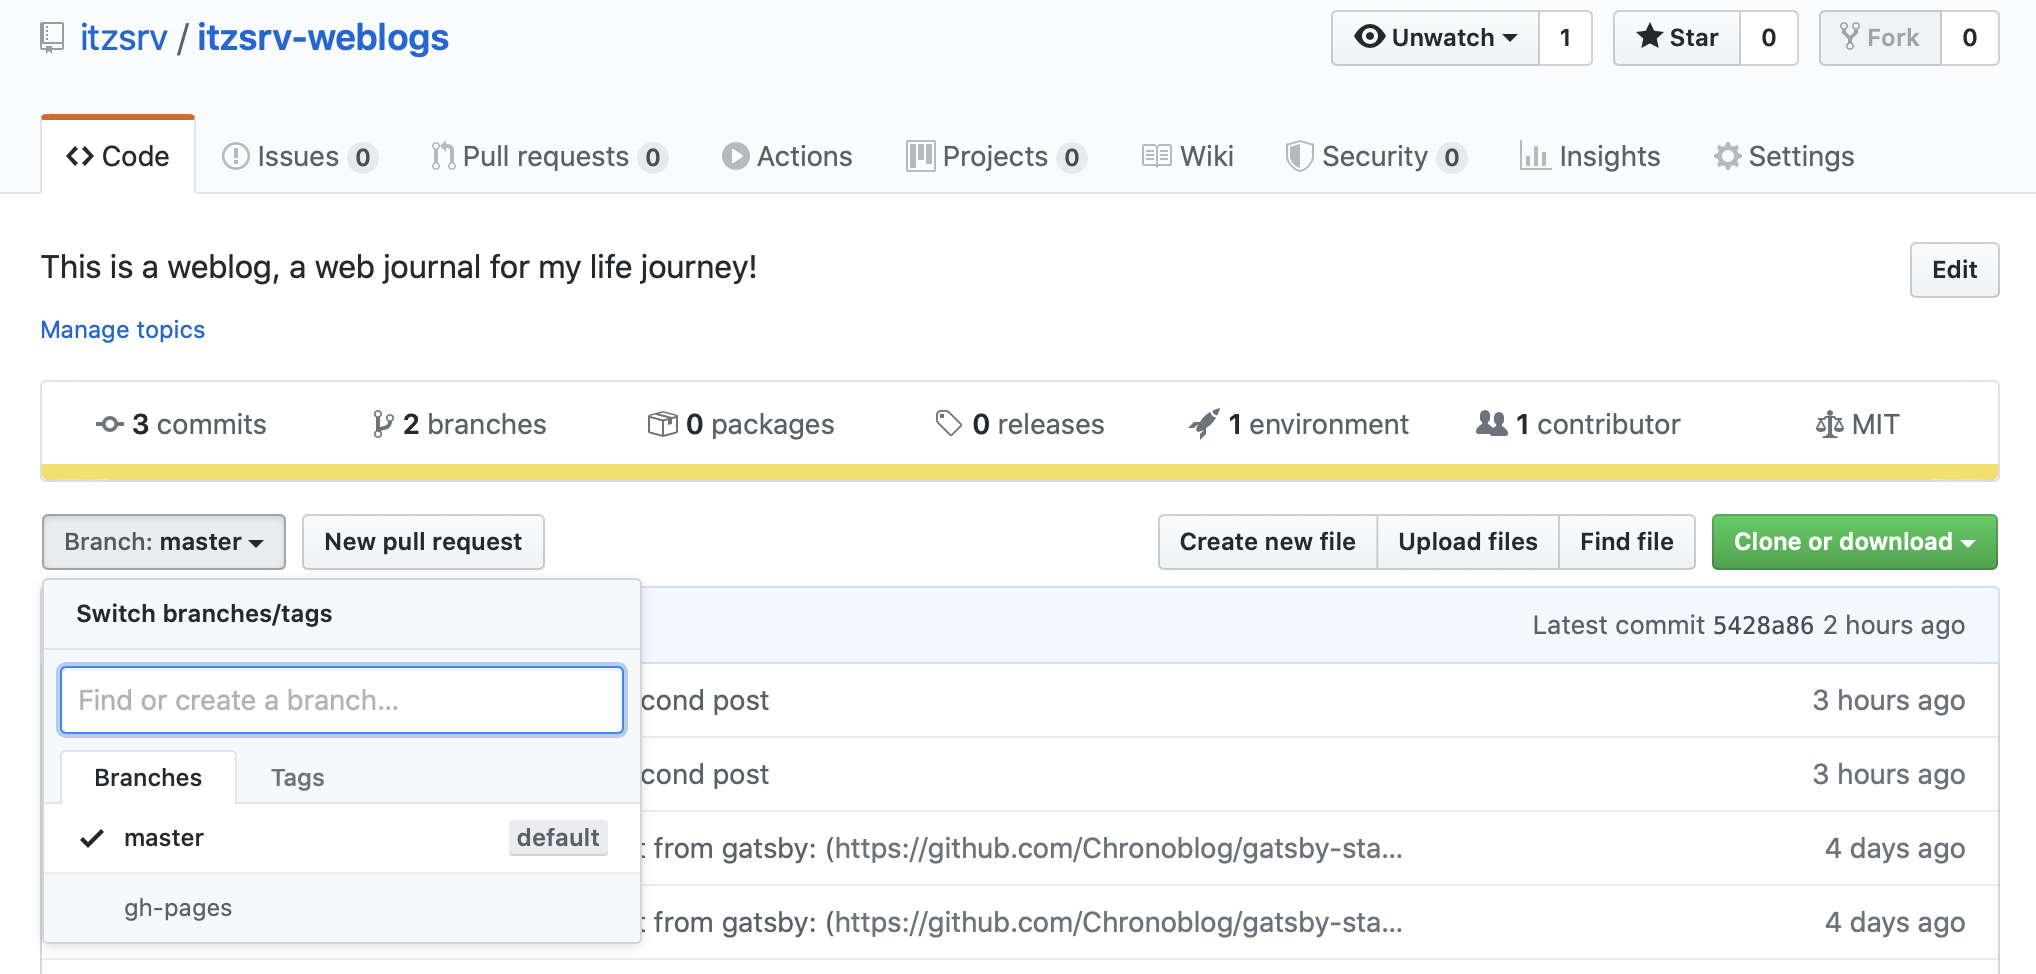 itzsrv / itzsrv-weblogs
Unwatch 1
Star 0
Fork 0
Code
Issues 0
Pull requests 0
Actions
Projects 0
Wiki
Security 0
Insights
Settings
This is a weblog, a web journal for my life journey!
Edit
Manage topics
3 commits
2 branches
0 packages
0 releases
1 environment
1 contributor
MIT
Branch: master
New pull request
Create new file
Upload files
Find file
Clone or download
Switch branches/tags
Latest commit 5428a86 2 hours ago
Find or create a branch...
cond post
3 hours ago
Branches
Tags
cond post
3 hours ago
master
default
from gatsby: (https://github.com/Chronoblog/gatsby-sta...
4 days ago
gh-pages
from gatsby: (https://github.com/Chronoblog/gatsby-sta...
4 days ago